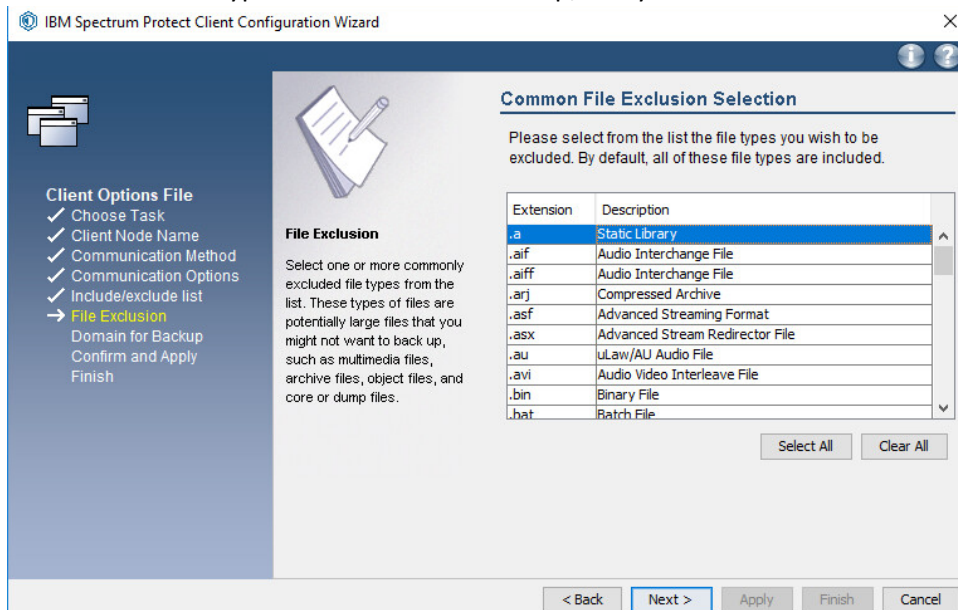 IBM Spectrum Protect Client Configuration Wizard
Client Options File
Choose Task
Client Node Name
Communication Method
Communication Options
Include/exclude list
File Exclusion
Domain for Backup
Confirm and Apply
Finish
File Exclusion
Select one or more commonly
excluded file types from the
list. These types of files are
potentially large files that you
might not want to back up,
such as multimedia files,
archive files, object files, and
core or dump files.
Common File Exclusion Selection
Please select from the list the file types you wish to be
excluded. By default, all of these file types are included.
Extension Description
.a Static Library
.aif Audio Interchange File
.aiff Audio Interchange File
.arj Compressed Archive
.asf Advanced Streaming Format
.asx Advanced Stream Redirector File
.au uLaw/AU Audio File
.avi Audio Video Interleave File
.bin Binary File
.bat Batch File
Select All Clear All
< Back Next > Apply Finish Cancel